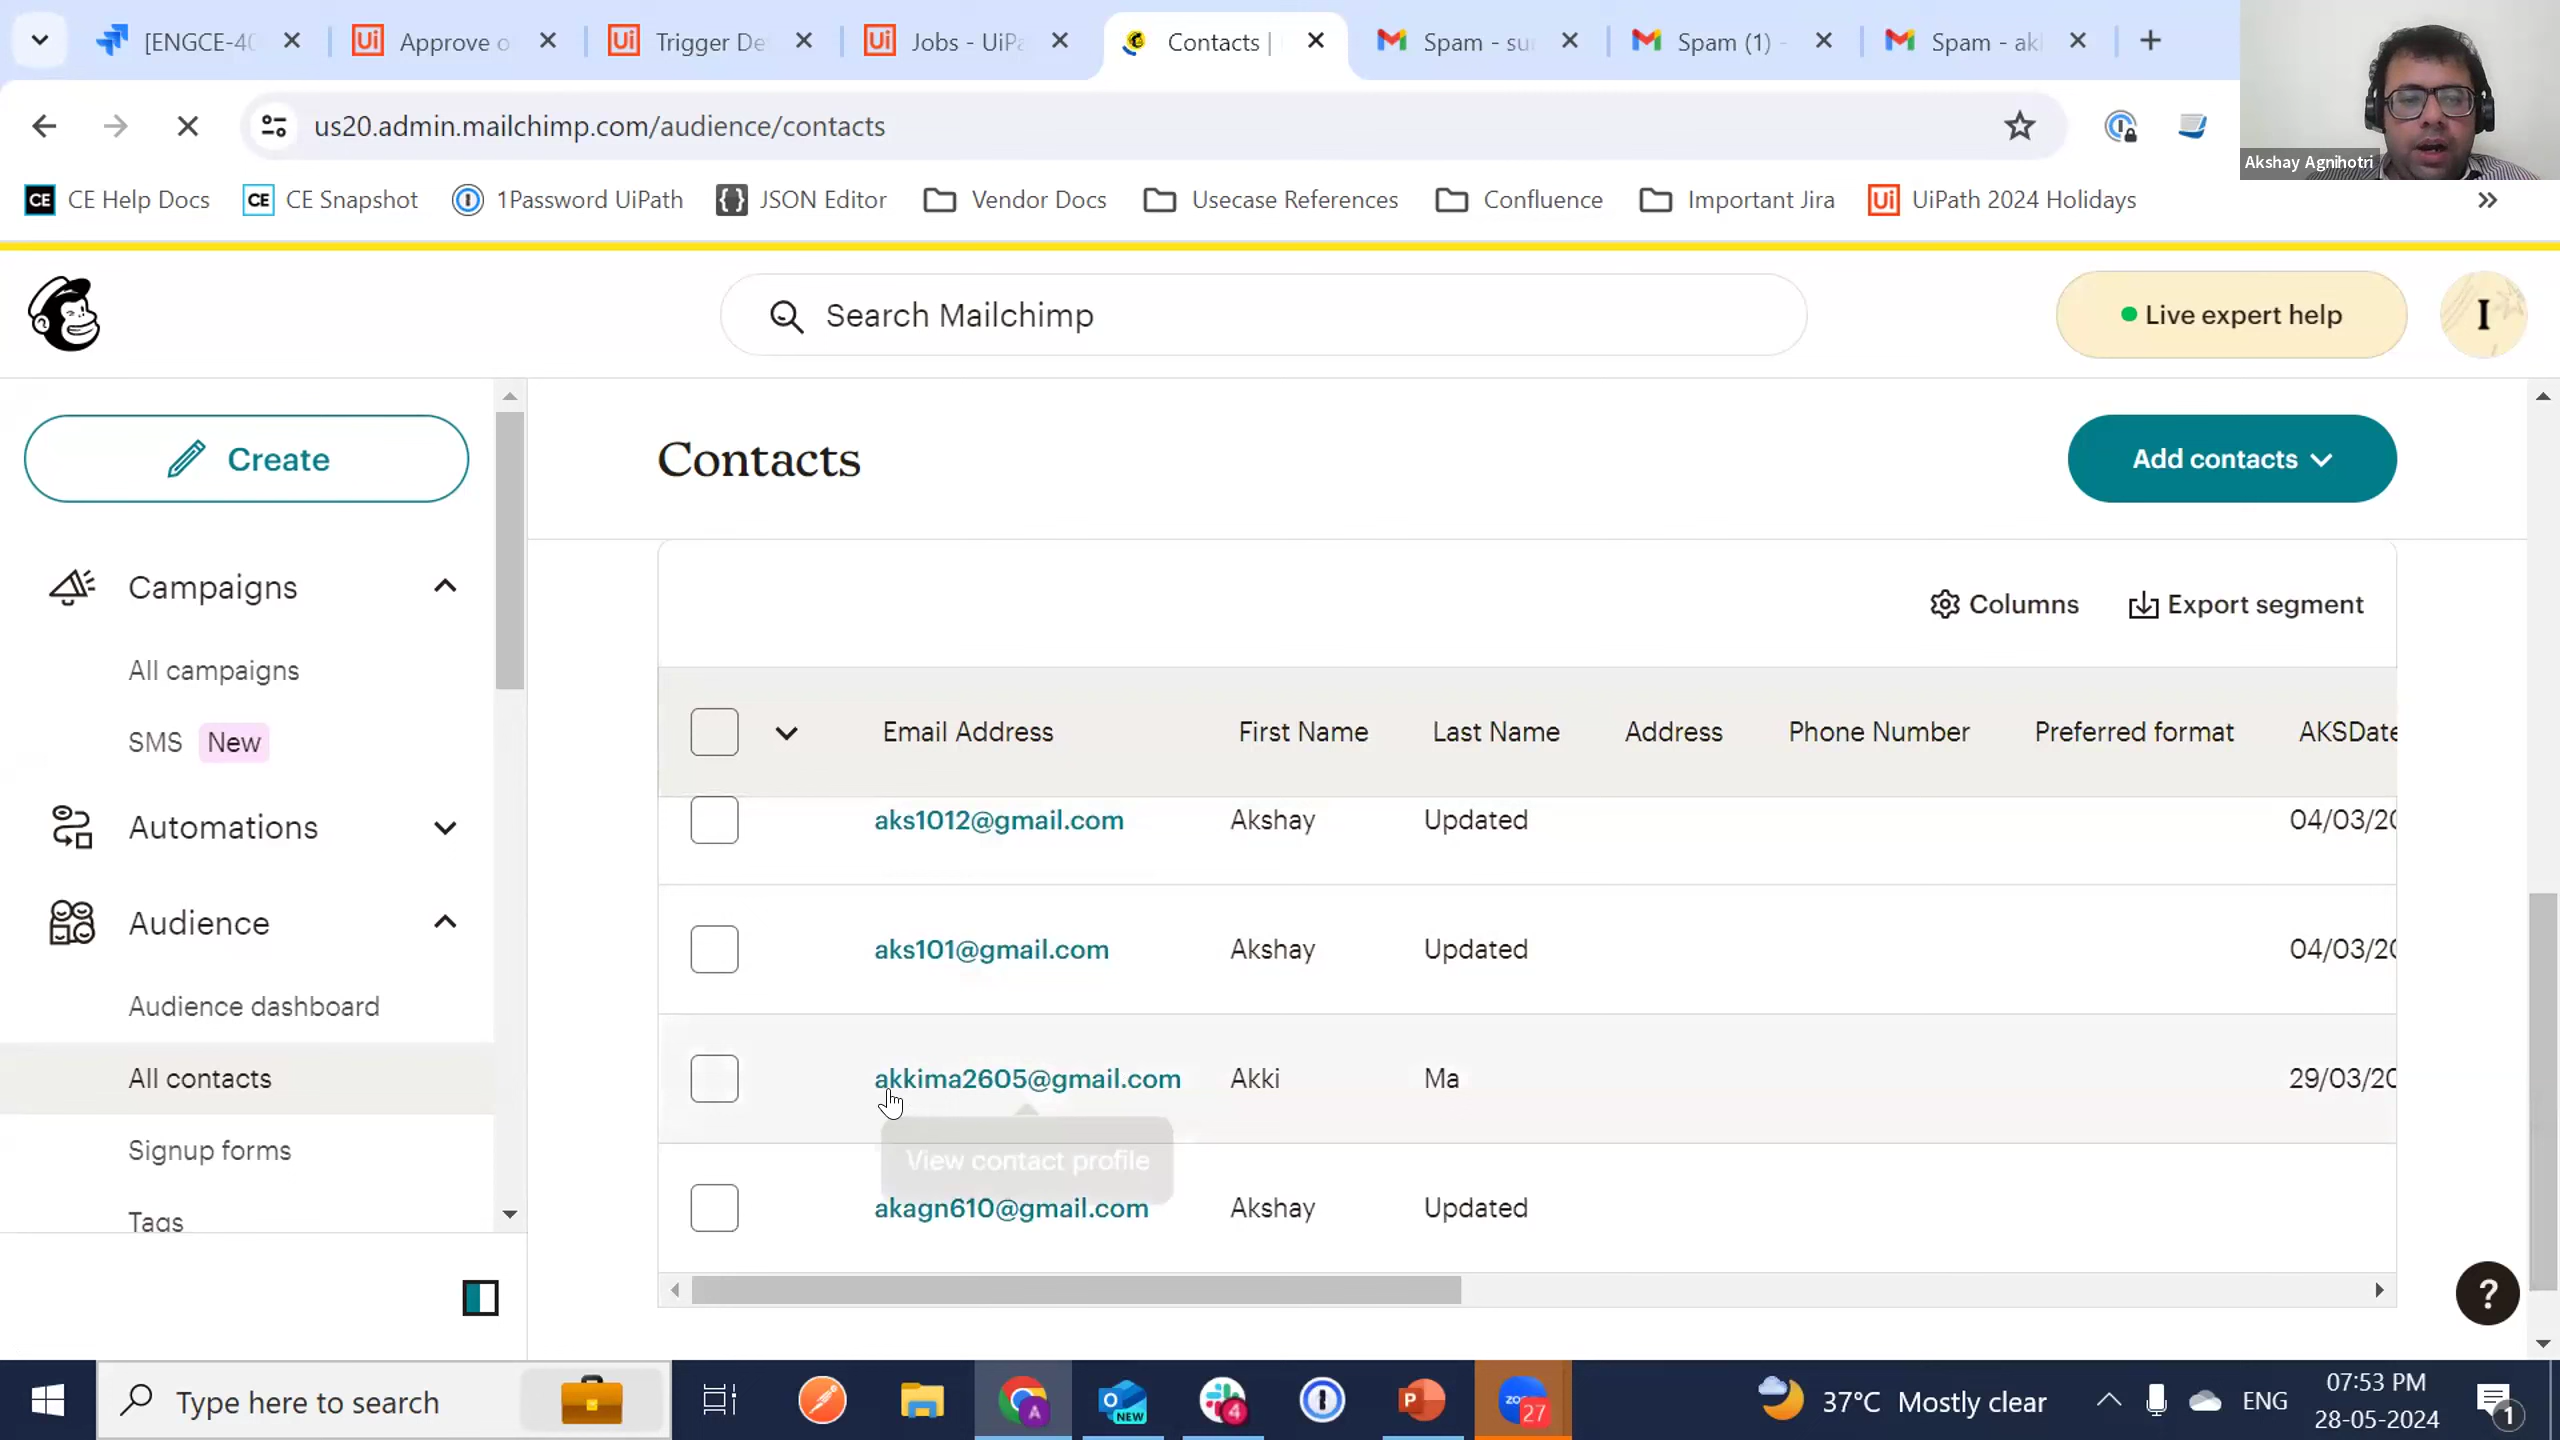 [ENGCE-40
Approve o
Trigger De
Jobs - UiPa
Contacts |
Spam - su
Spam (1) -
Spam - ak
us20.admin.mailchimp.com/audience/contacts
Akshay Agnihotri
CE Help Docs
CE Snapshot
1Password UiPath
JSON Editor
Vendor Docs
Usecase References
Confluence
Important Jira
UiPath 2024 Holidays
Search Mailchimp
Live expert help
I
Create
Contacts
Add contacts
Campaigns
All campaigns
SMS New
Automations
Audience
Audience dashboard
All contacts
Signup forms
Tags
Columns
Export segment
Email Address First Name Last Name Address Phone Number Preferred format AKSDate
aks1012@gmail.com Akshay Updated 04/03/20
aks101@gmail.com Akshay Updated 04/03/20
akkima2605@gmail.com Akki Ma 29/03/20
View contact profile
akagn610@gmail.com Akshay Updated
?
Type here to search
37°C Mostly clear
ENG
07:53 PM
28-05-2024